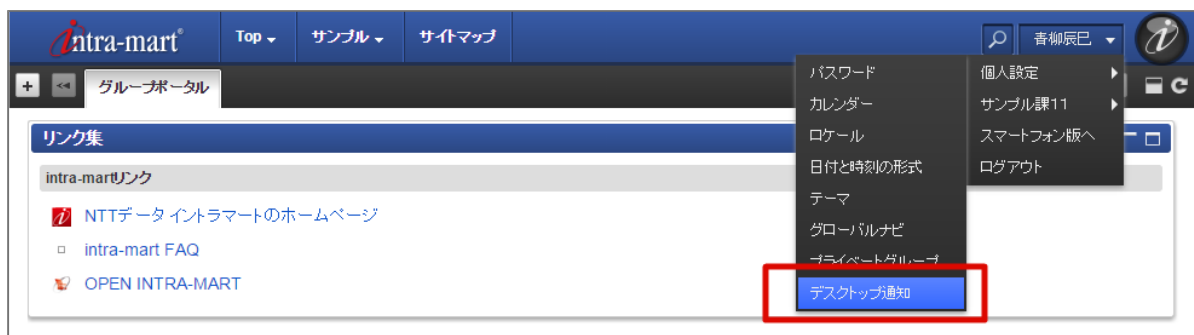 intra-mart®
Top サンプル サイトマップ
青柳辰巳
グループポータル
パスワード
カレンダー
ロケール
日付と時刻の形式
テーマ
グローバルナビ
プライベートグループ
デスクトップ通知
個人設定
サンプル課11
スマートフォン版へ
ログアウト
リンク集
intra-martリンク
NTTデータ イントラマートのホームページ
intra-mart FAQ
OPEN INTRA-MART